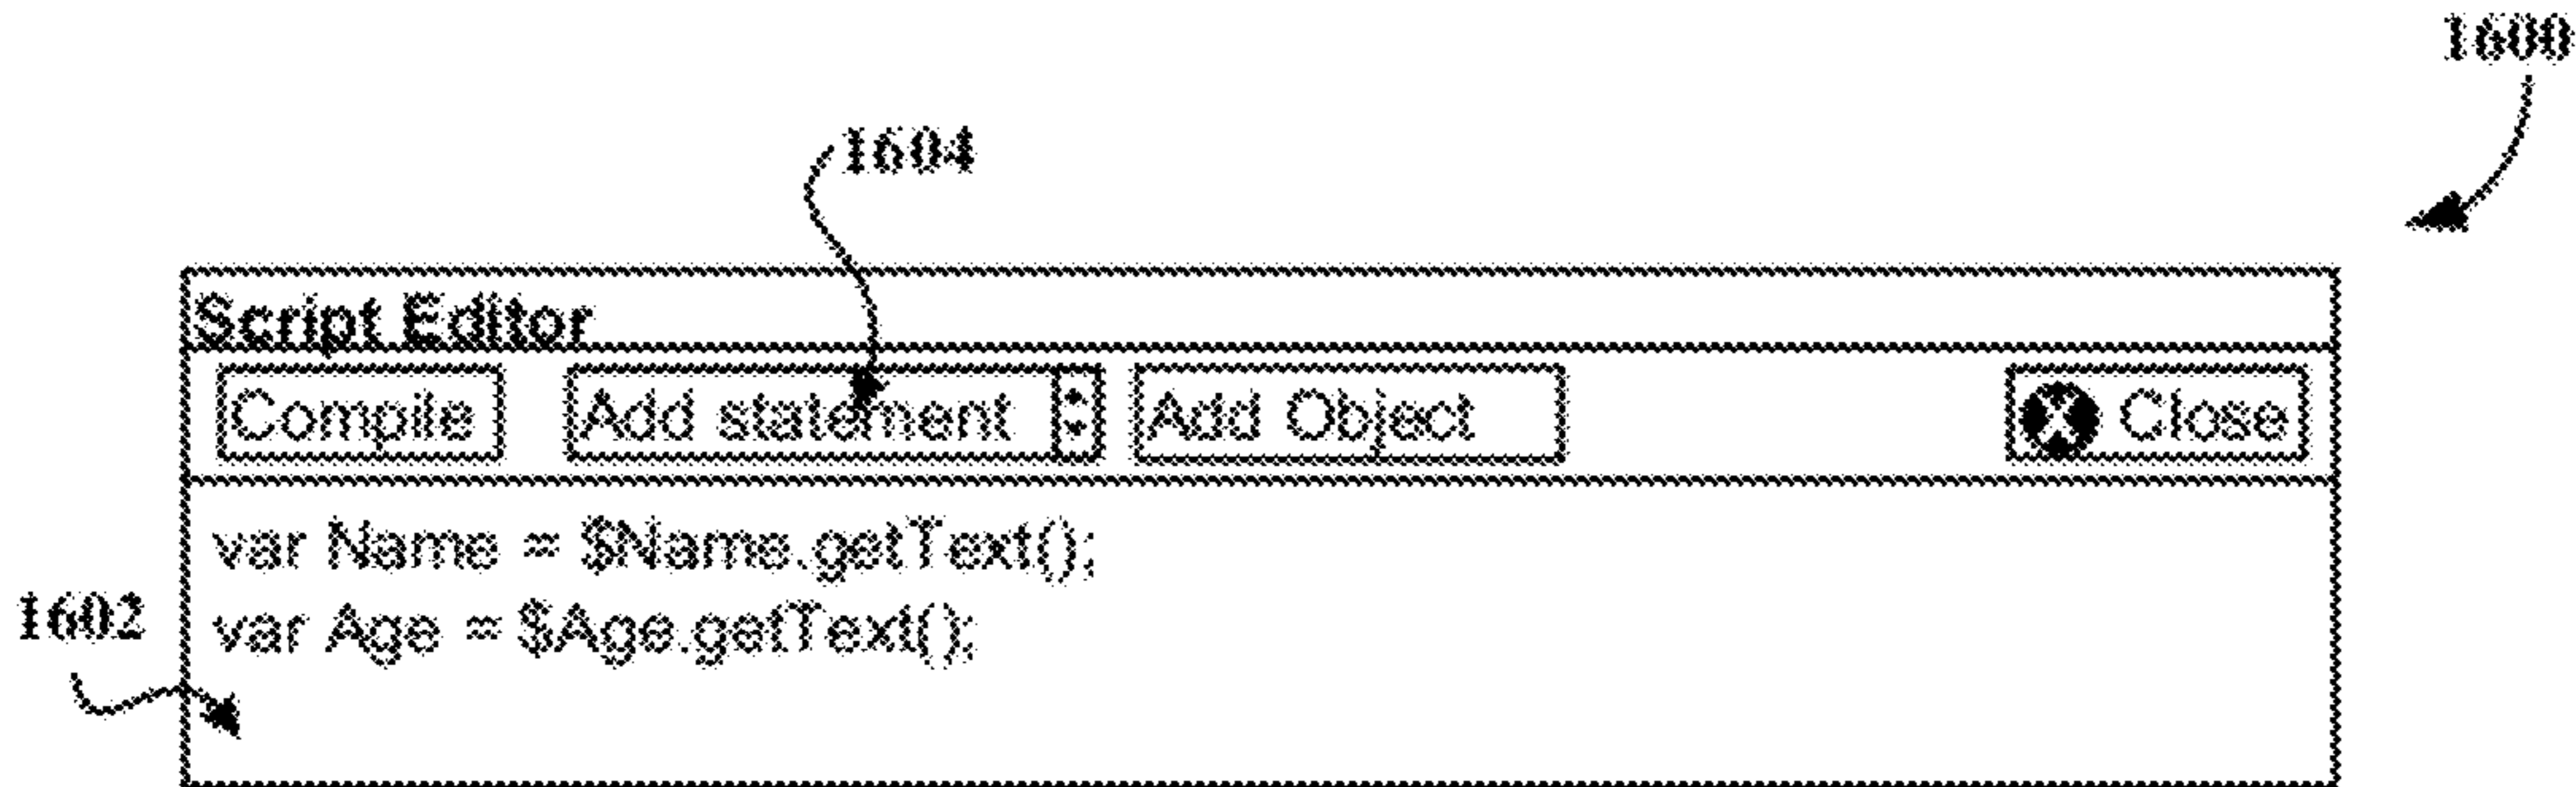 1600
1604
Script Editor
Compile Add statement Add Object Close
var Name = $Name.getText();
var Age = $Age.getText();
1602